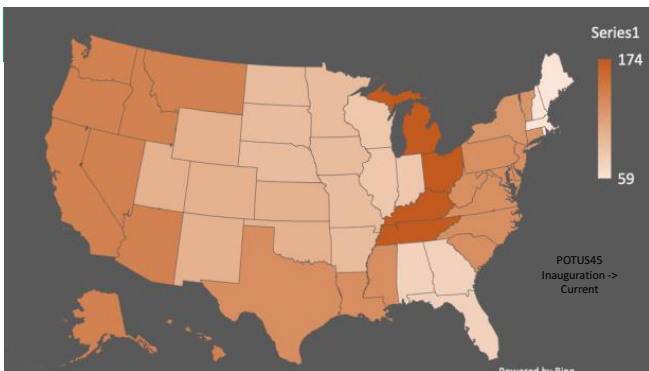 Series1
174
59
POTUS45
Inauguration ->
Current
Powered by Bing